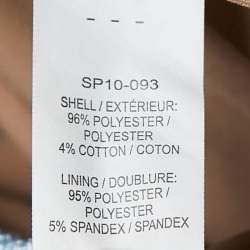 - - -
SP10-093
SHELL / EXTÉRIEUR:
96% POLYESTER /
POLYESTER
4% COTTON / COTON
LINING / DOUBLURE:
95% POLYESTER /
POLYESTER
5% SPANDEX / SPANDEX